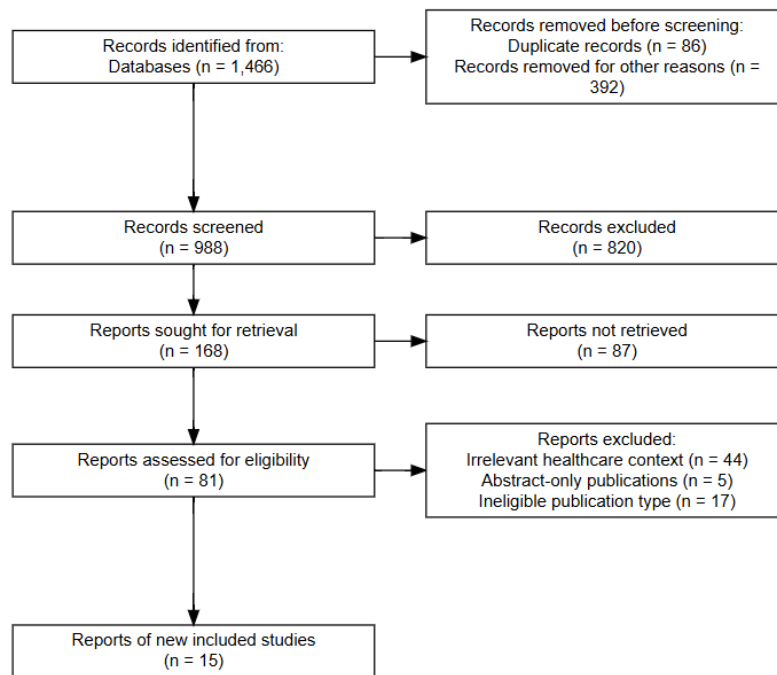 Records identified from:
Databases (n = 1,466)
Records removed before screening:
Duplicate records (n = 86)
Records removed for other reasons (n =
392)
Records screened
(n = 988)
Records excluded
(n = 820)
Reports sought for retrieval
(n = 168)
Reports not retrieved
(n = 87)
Reports assessed for eligibility
(n = 81)
Reports excluded:
Irrelevant healthcare context (n = 44)
Abstract-only publications (n = 5)
Ineligible publication type (n = 17)
Reports of new included studies
(n = 15)